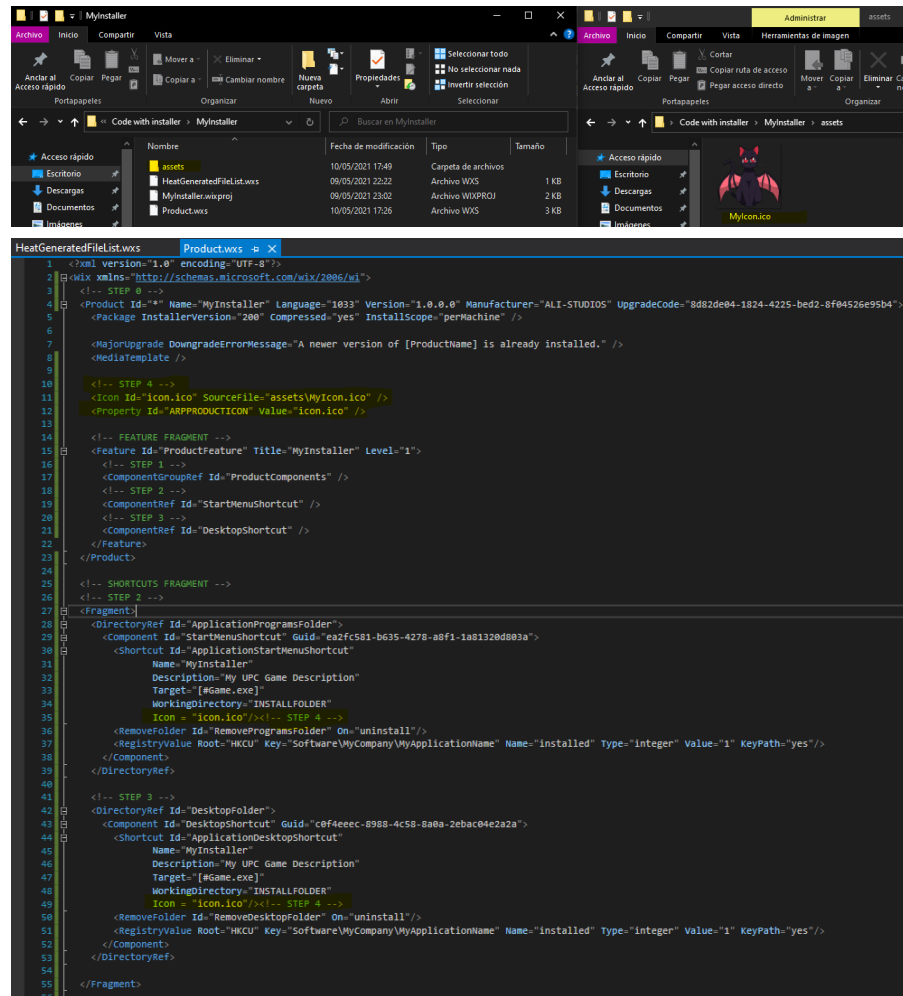 MyInstaller
Archivo Inicio Compartir Vista
Anclar al Acceso rápido
Copiar
Pegar
Mover a
Copiar a
Eliminar
Cambiar nombre
Nueva carpeta
Propiedades
Seleccionar todo
No seleccionar nada
Invertir selección
Portapapeles Organizar Nuevo Abrir Seleccionar
« Code with installer > MyInstaller
Buscar en MyInstaller
Nombre Fecha de modificación Tipo Tamaño
Acceso rápido
Escritorio
Descargas
Documentos
Imágenes
assets 10/05/2021 17:49 Carpeta de archivos
HeatGeneratedFileList.wxs 09/05/2021 22:22 Archivo WXS 1 KB
MyInstaller.wixproj 09/05/2021 23:02 Archivo WIXPROJ 2 KB
Product.wxs 10/05/2021 17:26 Archivo WXS 3 KB
Administrar assets
Archivo Inicio Compartir Vista Herramientas de imagen
Anclar al Acceso rápido
Copiar
Pegar
Cortar
Copiar ruta de acceso
Pegar acceso directo
Mover a
Copiar a
Eliminar
Portapapeles Organizar
> Code with installer > MyInstaller > assets
Acceso rápido
Escritorio
Descargas
Documentos
Imágenes
MyIcon.ico
HeatGeneratedFileList.wxs Product.wxs
1 <?xml version="1.0" encoding="UTF-8"?>
2 <Wix xmlns="http://schemas.microsoft.com/wix/2006/wi">
3 <!-- STEP 0 -->
4 <Product Id="*" Name="MyInstaller" Language="1033" Version="1.0.0.0" Manufacturer="ALI-STUDIOS" UpgradeCode="8d82de04-1824-4225-bed2-8f04526e95b4">
5 <Package InstallerVersion="200" Compressed="yes" InstallScope="perMachine" />
6
7 <MajorUpgrade DowngradeErrorMessage="A newer version of [ProductName] is already installed." />
8 <MediaTemplate />
9
10 <!-- STEP 4 -->
11 <Icon Id="icon.ico" SourceFile="assets\MyIcon.ico" />
12 <Property Id="ARPPRODUCTICON" Value="icon.ico" />
13
14 <!-- FEATURE FRAGMENT -->
15 <Feature Id="ProductFeature" Title="MyInstaller" Level="1">
16 <!-- STEP 1 -->
17 <ComponentGroupRef Id="ProductComponents" />
18 <!-- STEP 2 -->
19 <ComponentRef Id="StartMenuShortcut" />
20 <!-- STEP 3 -->
21 <ComponentRef Id="DesktopShortcut" />
22 </Feature>
23 </Product>
24
25 <!-- SHORTCUTS FRAGMENT -->
26 <!-- STEP 2 -->
27 <Fragment>
28 <DirectoryRef Id="ApplicationProgramsFolder">
29 <Component Id="StartMenuShortcut" Guid="ea2fc581-b635-4278-a8f1-1a81320d803a">
30 <Shortcut Id="ApplicationStartMenuShortcut"
31 Name="MyInstaller"
32 Description="My UPC Game Description"
33 Target="[#Game.exe]"
34 WorkingDirectory="INSTALLFOLDER"
35 Icon = "icon.ico"/><!-- STEP 4 -->
36 <RemoveFolder Id="RemoveProgramsFolder" On="uninstall"/>
37 <RegistryValue Root="HKCU" Key="Software\MyCompany\MyApplicationName" Name="installed" Type="integer" Value="1" KeyPath="yes"/>
38 </Component>
39 </DirectoryRef>
40
41 <!-- STEP 3 -->
42 <DirectoryRef Id="DesktopFolder">
43 <Component Id="DesktopShortcut" Guid="c0f4eeec-8988-4c58-8a0a-2ebac04e2a2a">
44 <Shortcut Id="ApplicationDesktopShortcut"
45 Name="MyInstaller"
46 Description="My UPC Game Description"
47 Target="[#Game.exe]"
48 WorkingDirectory="INSTALLFOLDER"
49 Icon = "icon.ico"/><!-- STEP 4 -->
50 <RemoveFolder Id="RemoveDesktopFolder" On="uninstall"/>
51 <RegistryValue Root="HKCU" Key="Software\MyCompany\MyApplicationName" Name="installed" Type="integer" Value="1" KeyPath="yes"/>
52 </Component>
53 </DirectoryRef>
54
55 </Fragment>